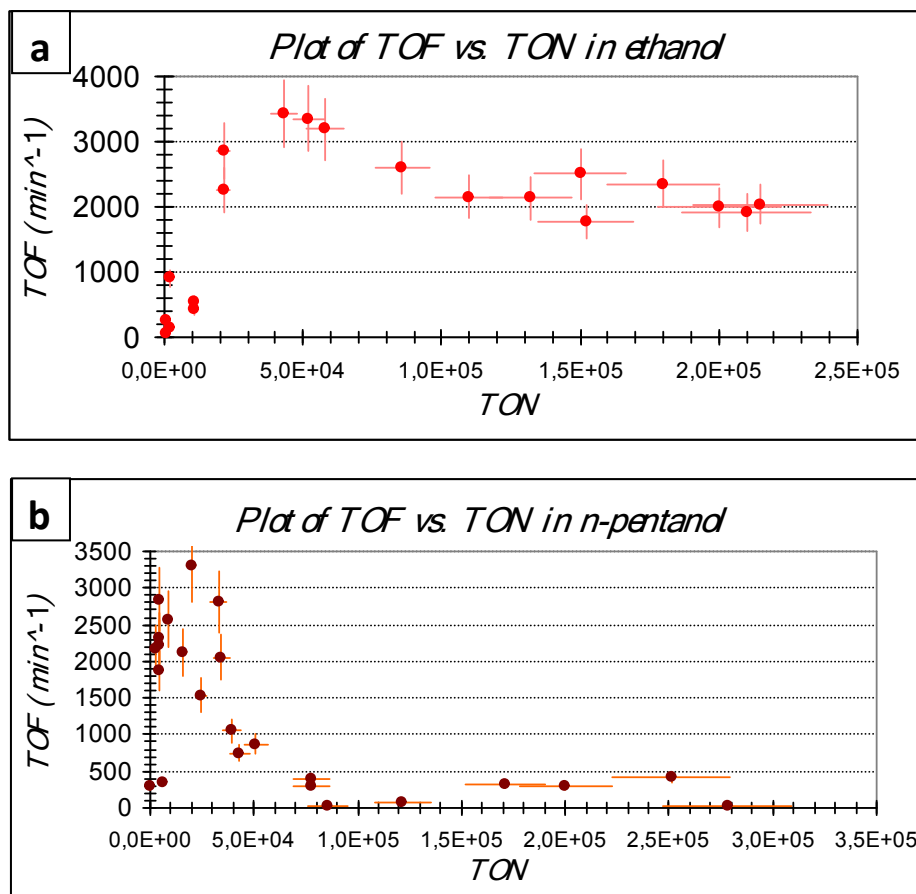 a
Plot of TOF vs. TON in ethanol
TOF (min^-1)
4000
3000
2000
1000
0
0,0E+00 5,0E+04 1,0E+05 1,5E+05 2,0E+05 2,5E+05
TON
b
Plot of TOF vs. TON in n-pentanol
TOF (min^-1)
3500
3000
2500
2000
1500
1000
500
0
0,0E+00 5,0E+04 1,0E+05 1,5E+05 2,0E+05 2,5E+05 3,0E+05 3,5E+05
TON